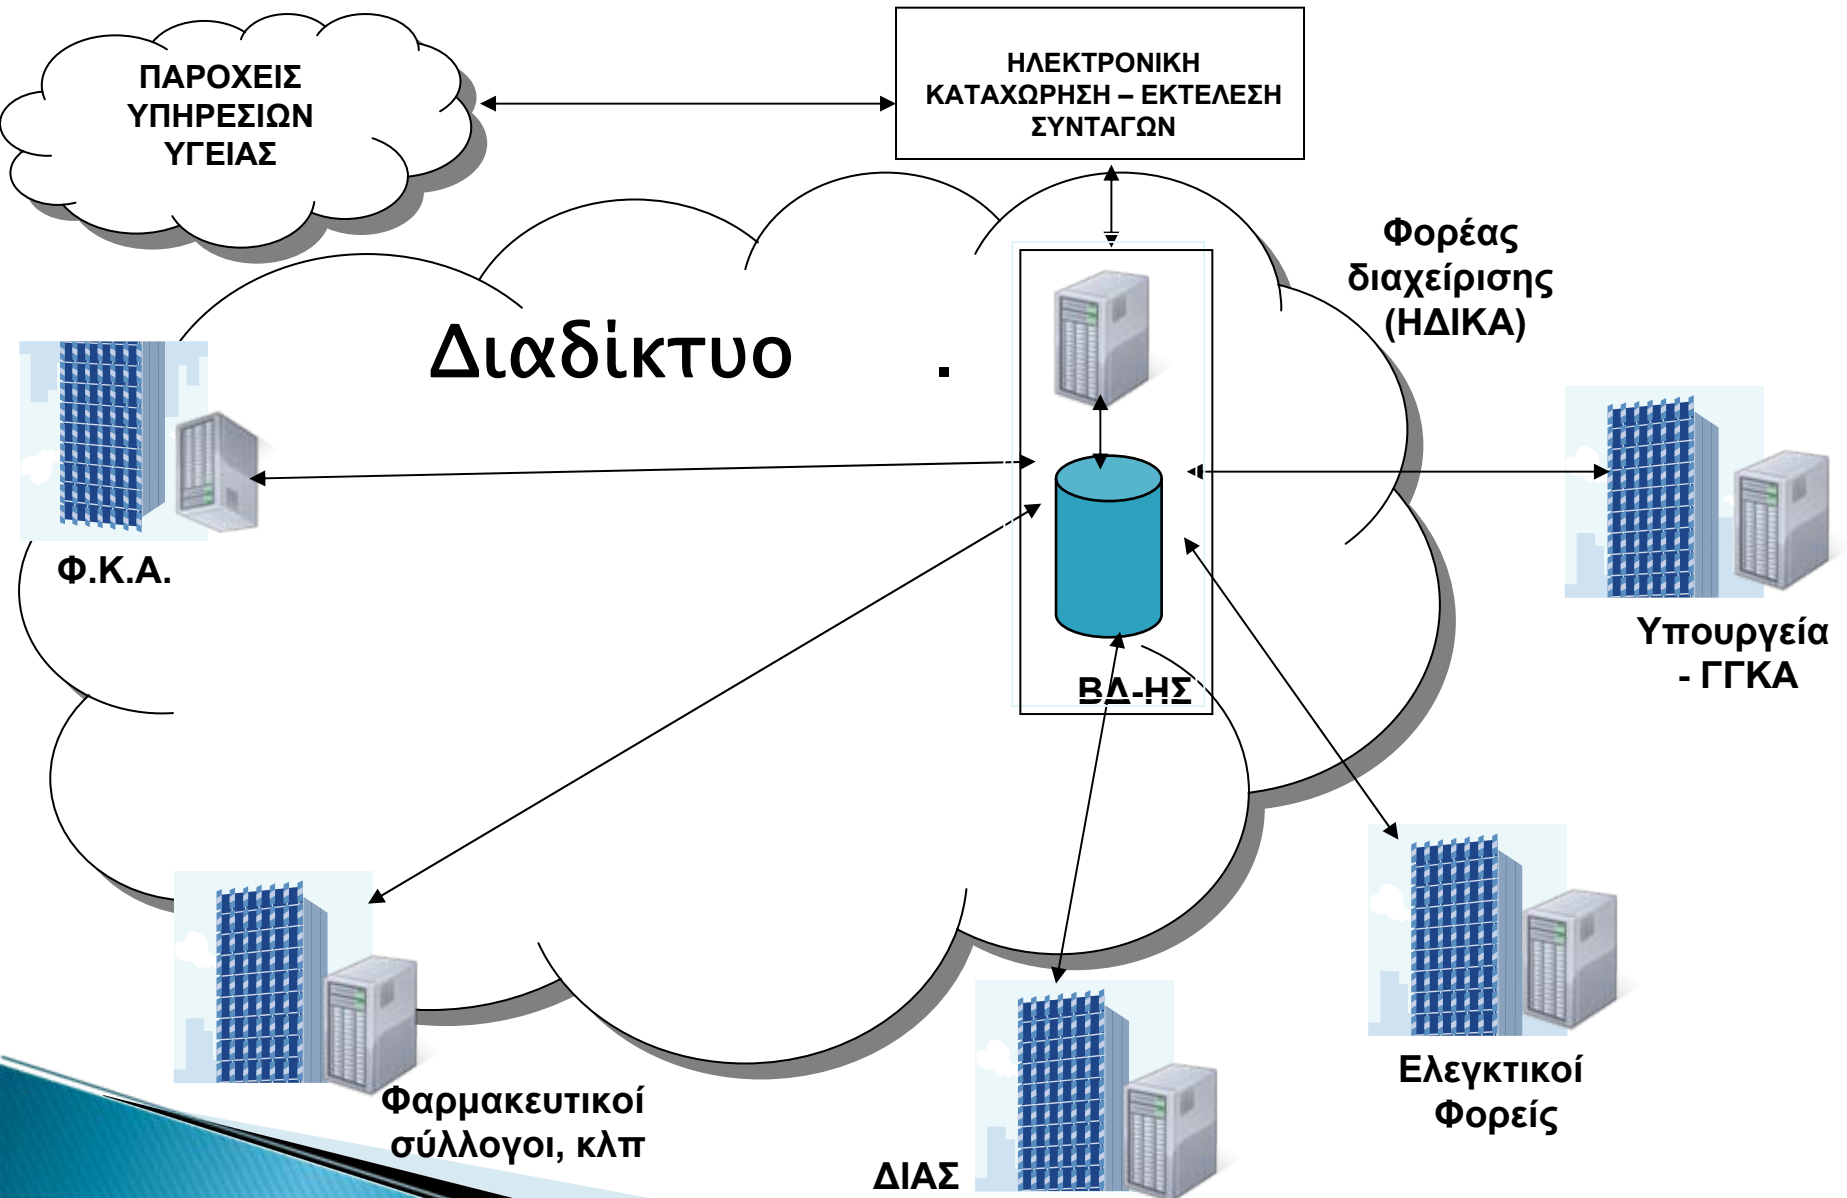 ΠΑΡΟΧΕΙΣ
ΥΠΗΡΕΣΙΩΝ
ΥΓΕΙΑΣ
ΗΛΕΚΤΡΟΝΙΚΗ
ΚΑΤΑΧΩΡΗΣΗ – ΕΚΤΕΛΕΣΗ
ΣΥΝΤΑΓΩΝ
Φορέας
διαχείρισης
(ΗΔΙΚΑ)
Διαδίκτυο .
Φ.Κ.Α.
Υπουργεία
- ΓΓΚΑ
ΒΔ-ΗΣ
Ελεγκτικοί
Φορείς
Φαρμακευτικοί
σύλλογοι, κλπ
ΔΙΑΣ